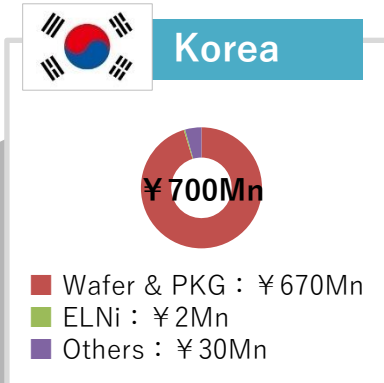 Korea
￥700Mn
Wafer & PKG：￥670Mn
ELNi：￥2Mn
Others：￥30Mn